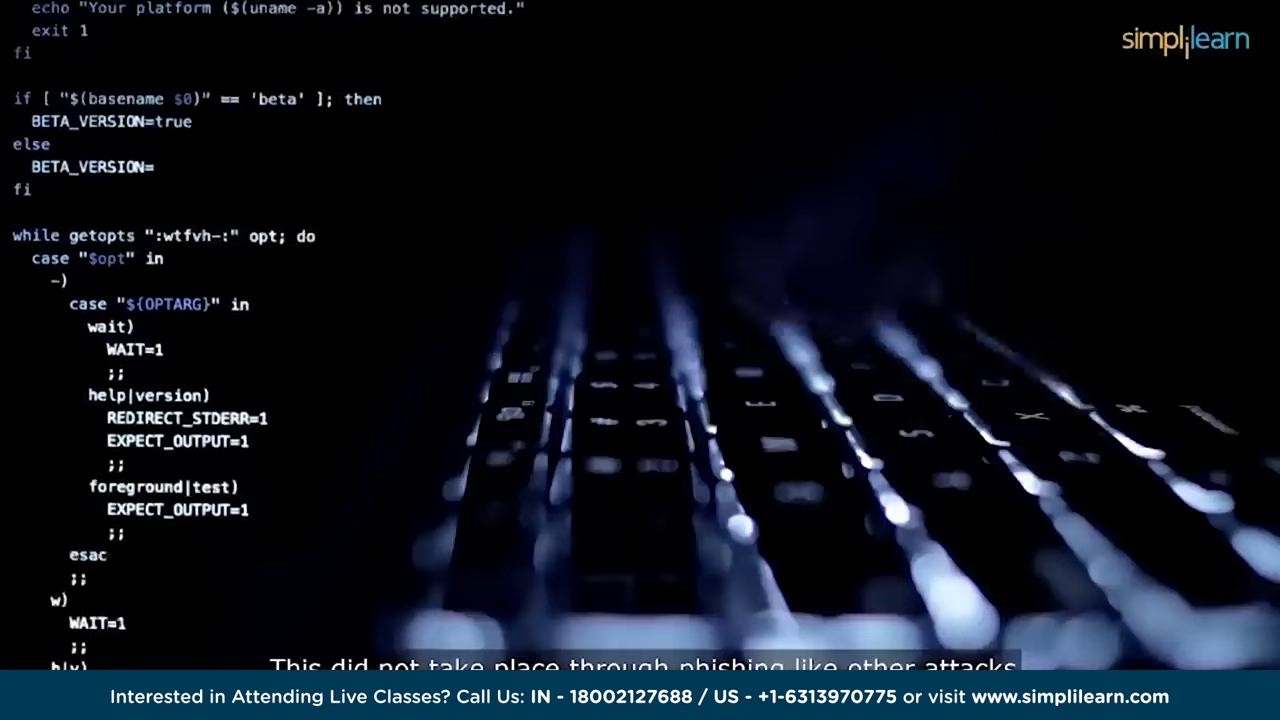 echo "Your platform ($(uname -a)) is not supported."
exit 1
fi
simplilearn
if [ "$(basename $0)" == 'beta' ]; then
BETA_VERSION=true
else
BETA_VERSION=
fi
while getopts ":wtfvh-:" opt; do
case "$opt" in
-)
case "${OPTARG}" in
wait)
WAIT=1
;;
help|version)
REDIRECT_STDERR=1
EXPECT_OUTPUT=1
;;
foreground|test)
EXPECT_OUTPUT=1
;;
esac
;;
w)
WAIT=1
;;
h|v)
This did not take place through phishing like other attacks
Interested in Attending Live Classes? Call Us: IN - 18002127688 / US - +1-6313970775 or visit www.simplilearn.com